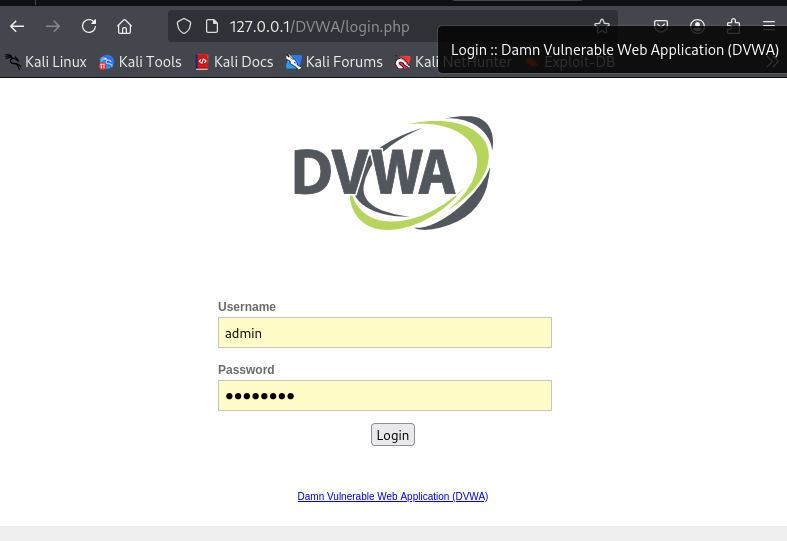 127.0.0.1/DVWA/login.php
Login :: Damn Vulnerable Web Application (DVWA)
Kali Linux Kali Tools Kali Docs Kali Forums Kali NetHunter Exploit-DB
DVWA
Username
admin
Password
●●●●●●●●
Login
Damn Vulnerable Web Application (DVWA)